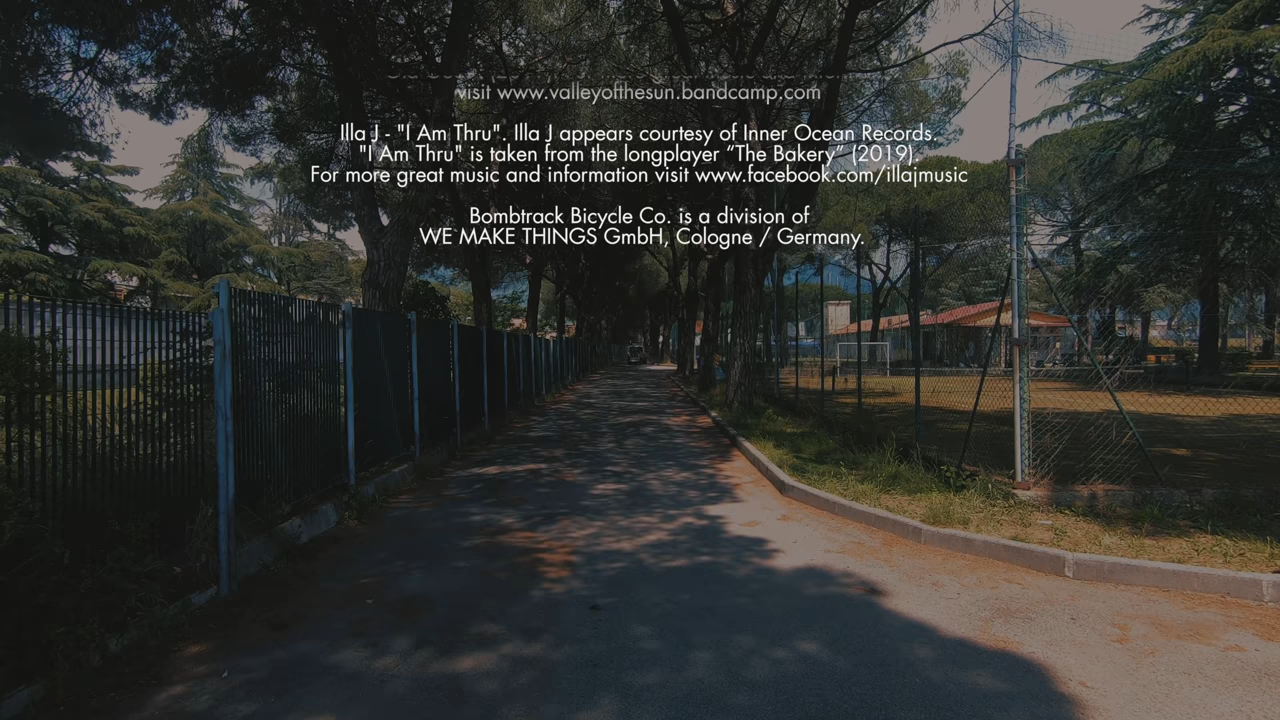 visit www.valleyofthesun.bandcamp.com
Illa J - "I Am Thru". Illa J appears courtesy of Inner Ocean Records.
"I Am Thru" is taken from the longplayer “The Bakery” (2019).
For more great music and information visit www.facebook.com/illajmusic
Bombtrack Bicycle Co. is a division of
WE MAKE THINGS GmbH, Cologne / Germany.